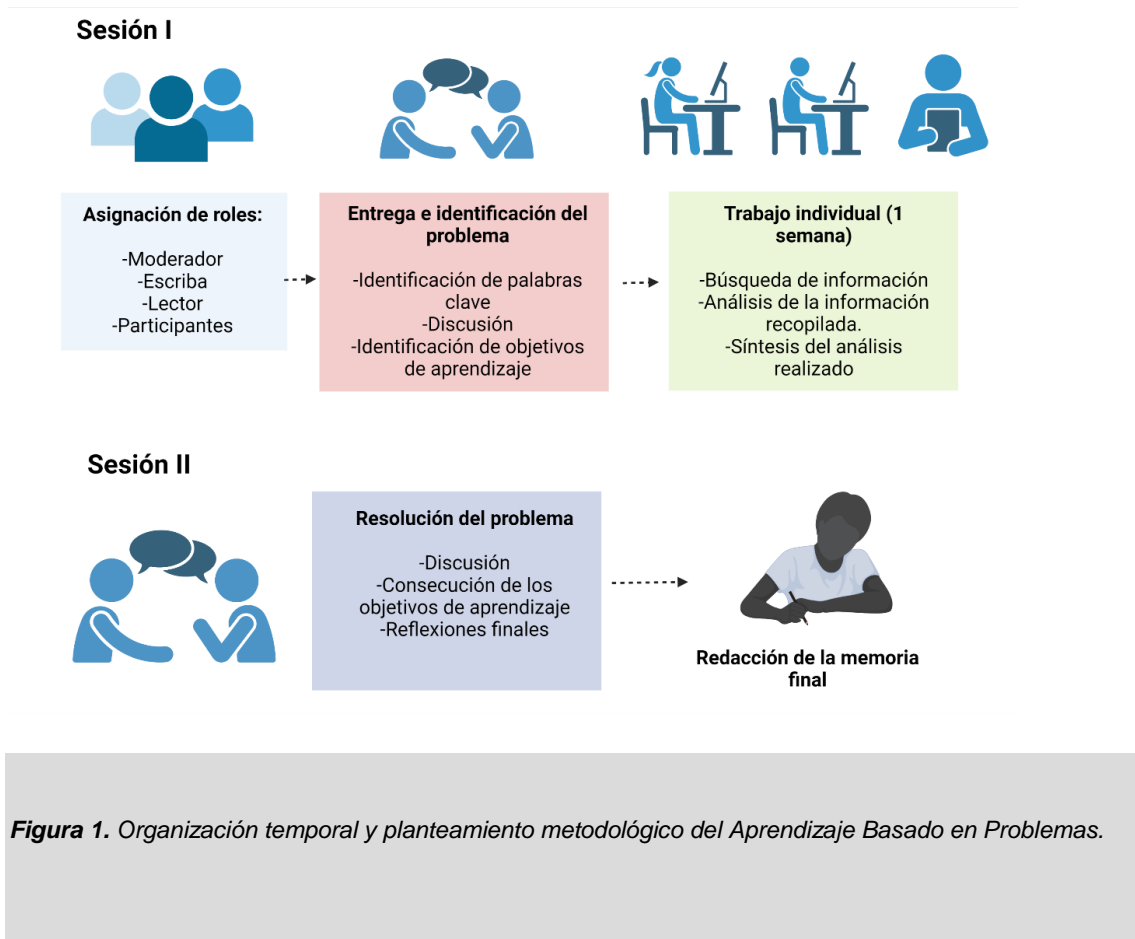 Sesión I
Asignación de roles:
-Moderador
-Escriba
-Lector
-Participantes
Entrega e identificación del
problema
-Identificación de palabras
clave
-Discusión
-Identificación de objetivos
de aprendizaje
Trabajo individual (1
semana)
-Búsqueda de información
-Análisis de la información
recopilada.
-Síntesis del análisis
realizado
Sesión II
Resolución del problema
-Discusión
-Consecución de los
objetivos de aprendizaje
-Reflexiones finales
Redacción de la memoria
final
Figura 1. Organización temporal y planteamiento metodológico del Aprendizaje Basado en Problemas.